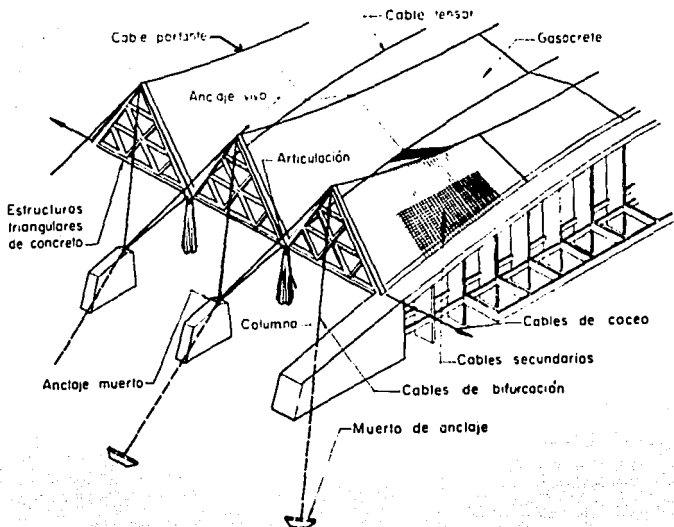 Cable tensor
Cable portante
Gasocrete
Anclaje vivo
Articulación
Estructuras
triangulares
de concreto
Columna
Cables de coceo
Cables secundarios
Anclaje muerto
Cables de bifurcación
Muerto de anclaje